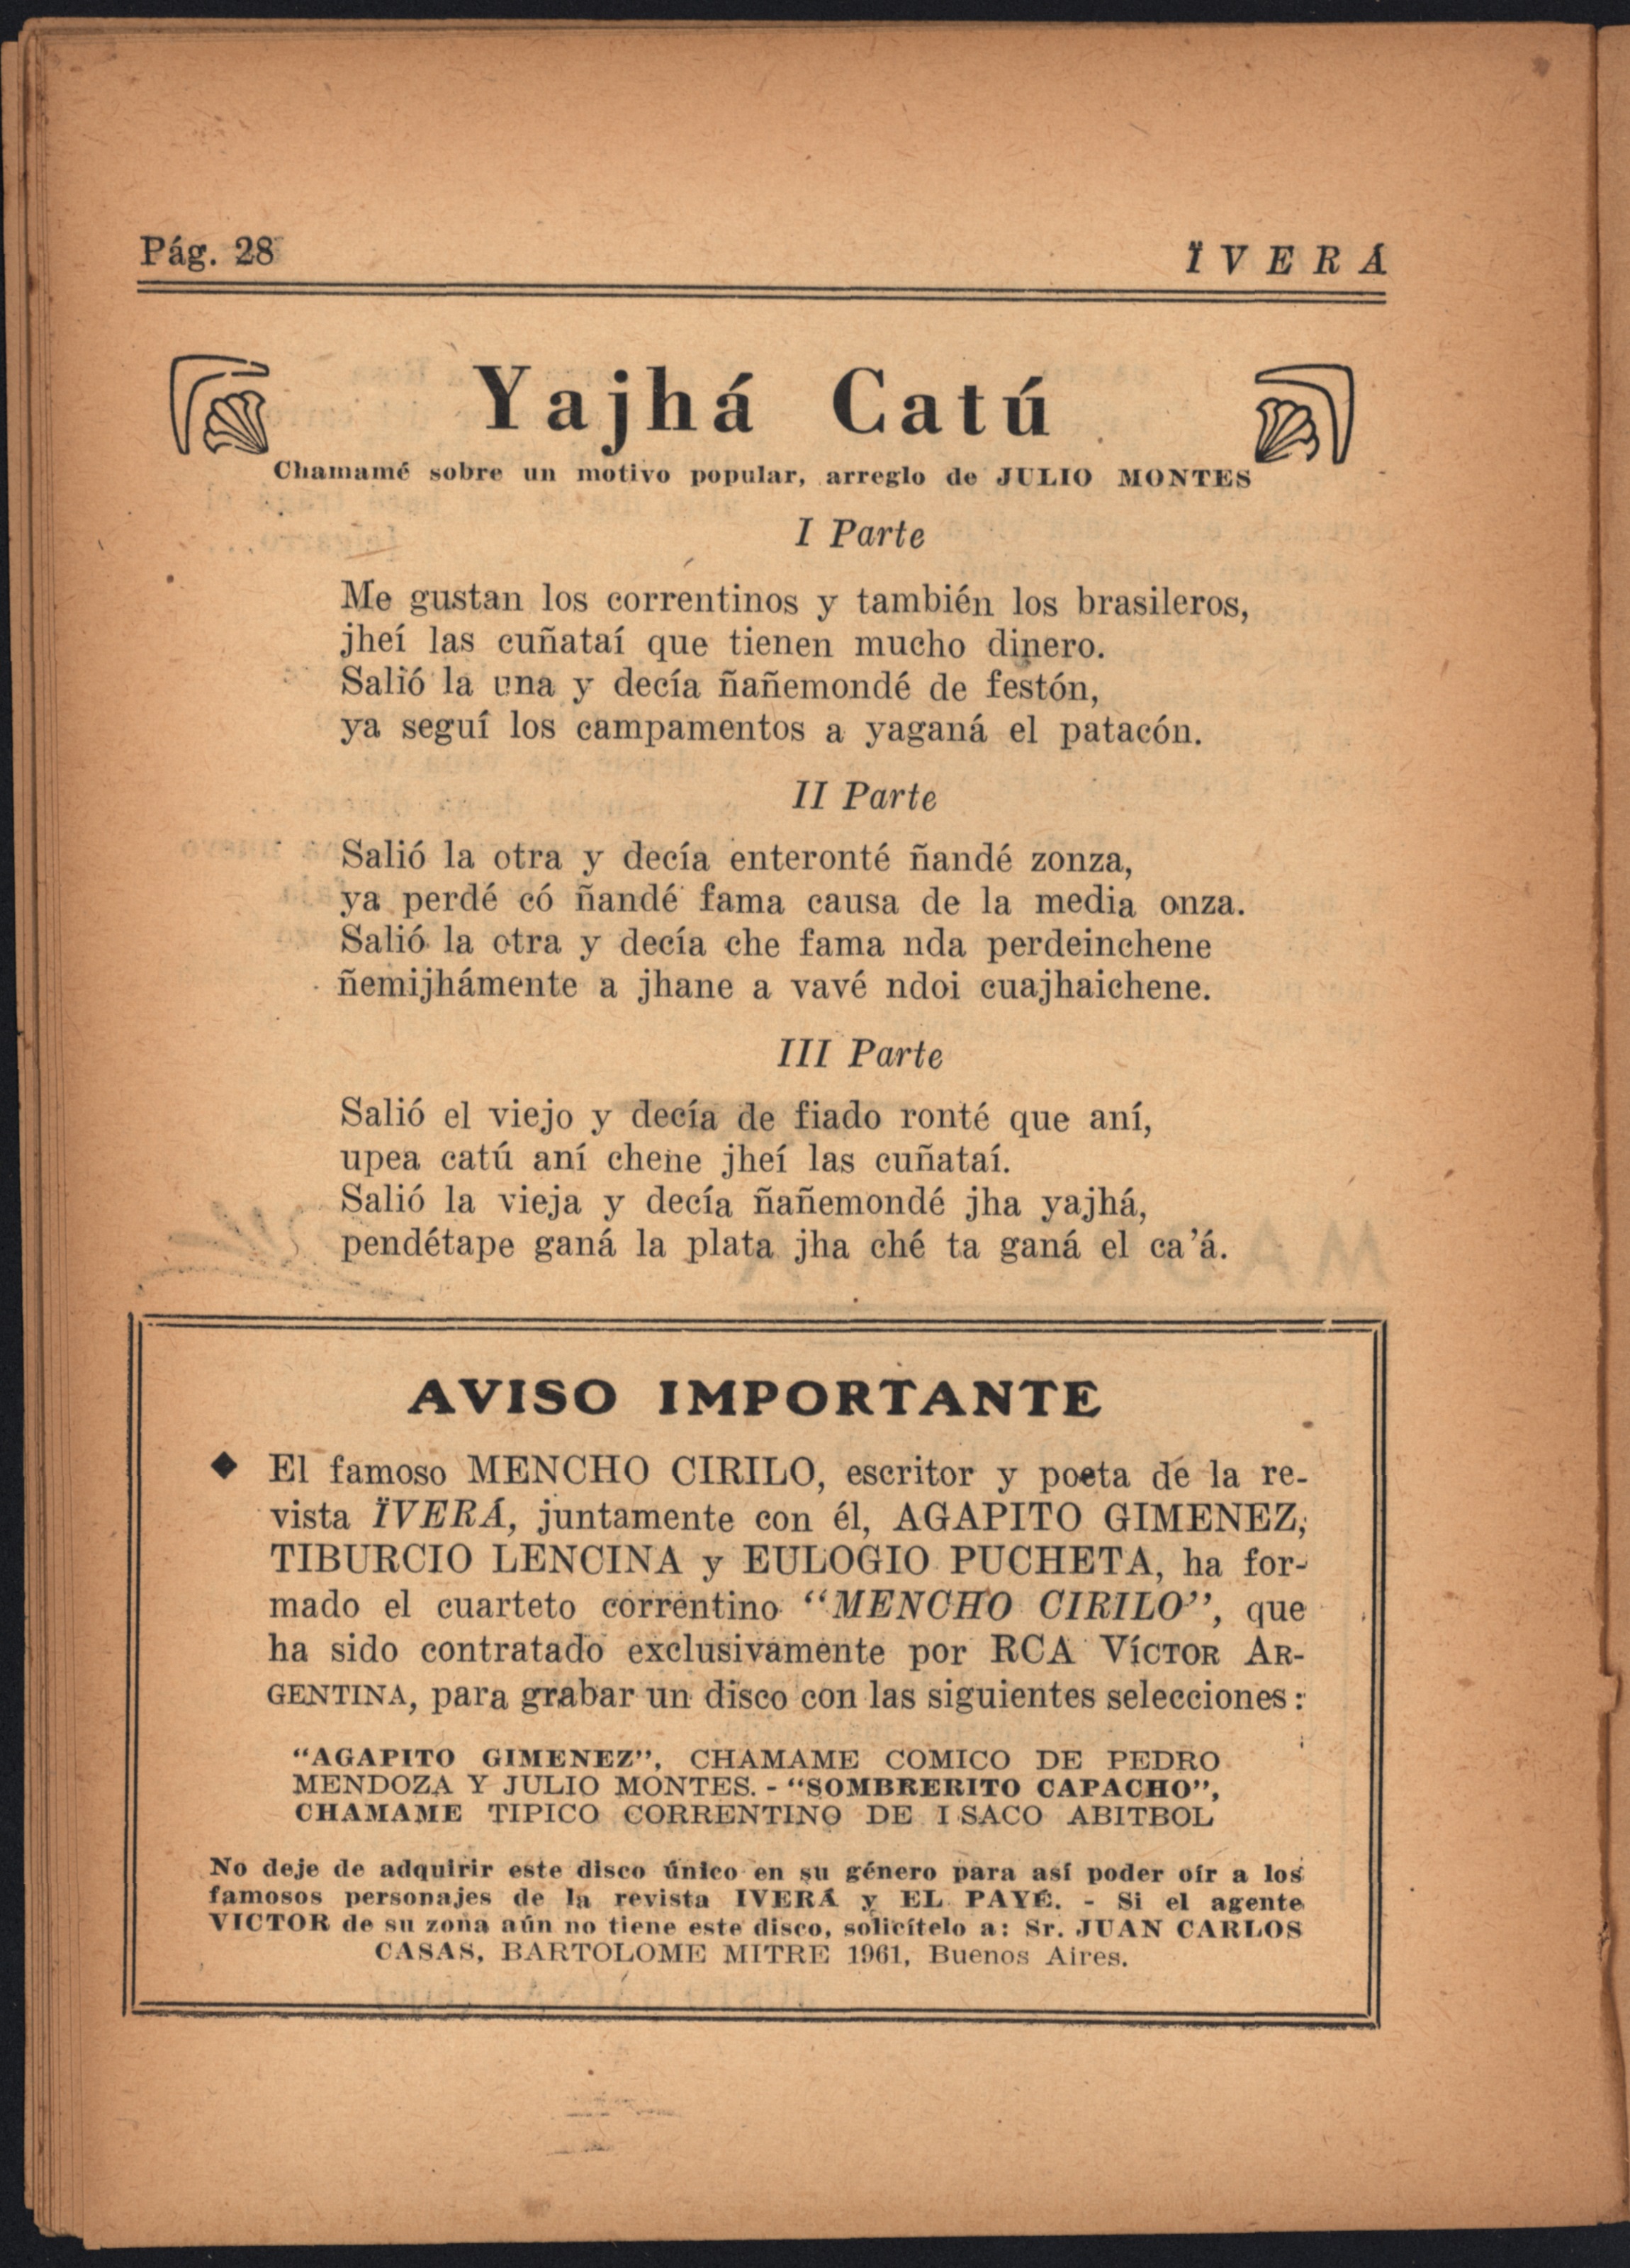 Pág. 28
ÏVERÁ
Yajhá Catú
Chamamé sobre un motivo popular, arreglo de JULIO MONTES
I Parte
Me gustan los correntinos y también los brasileros,
jheí las cuñataí que tienen mucho dinero.
Salió la una y decía ñañemondé de festón,
ya seguí los campamentos a yaganá el patacón.
II Parte
Salió la otra y decía enteronté ñandé zonza,
ya perdé có ñandé fama causa de la media onza.
Salió la otra y decía che fama nda perdeinchene
ñemijhámente a jhane a vavé ndoi cuajhaichene.
III Parte
Salió el viejo y decía de fiado ronté que aní,
upea catú aní chene jheí las cuñataí.
Salió la vieja y decía ñañemondé jha yajhá,
pendétape ganá la plata jha ché ta ganá el ca'á.
AVISO IMPORTANTE
◆ El famoso MENCHO CIRILO, escritor y poeta de la re-
vista ÏVERÁ, juntamente con él, AGAPITO GIMENEZ,
TIBURCIO LENCINA y EULOGIO PUCHETA, ha for-
mado el cuarteto correntino "MENCHO CIRILO", que
ha sido contratado exclusivamente por RCA VíCTOR AR-
GENTINA, para grabar un disco con las siguientes selecciones:
"AGAPITO GIMENEZ", CHAMAME COMICO DE PEDRO
MENDOZA Y JULIO MONTES. - "SOMBRERITO CAPACHO",
CHAMAME TIPICO CORRENTINO DE ISACO ABITBOL
No deje de adquirir este disco único en su género para así poder oír a los
famosos personajes de la revista IVERÁ y EL PAYÉ. - Si el agente
VICTOR de su zona aún no tiene este disco, solicítelo a: Sr. JUAN CARLOS
CASAS, BARTOLOME MITRE 1961, Buenos Aires.